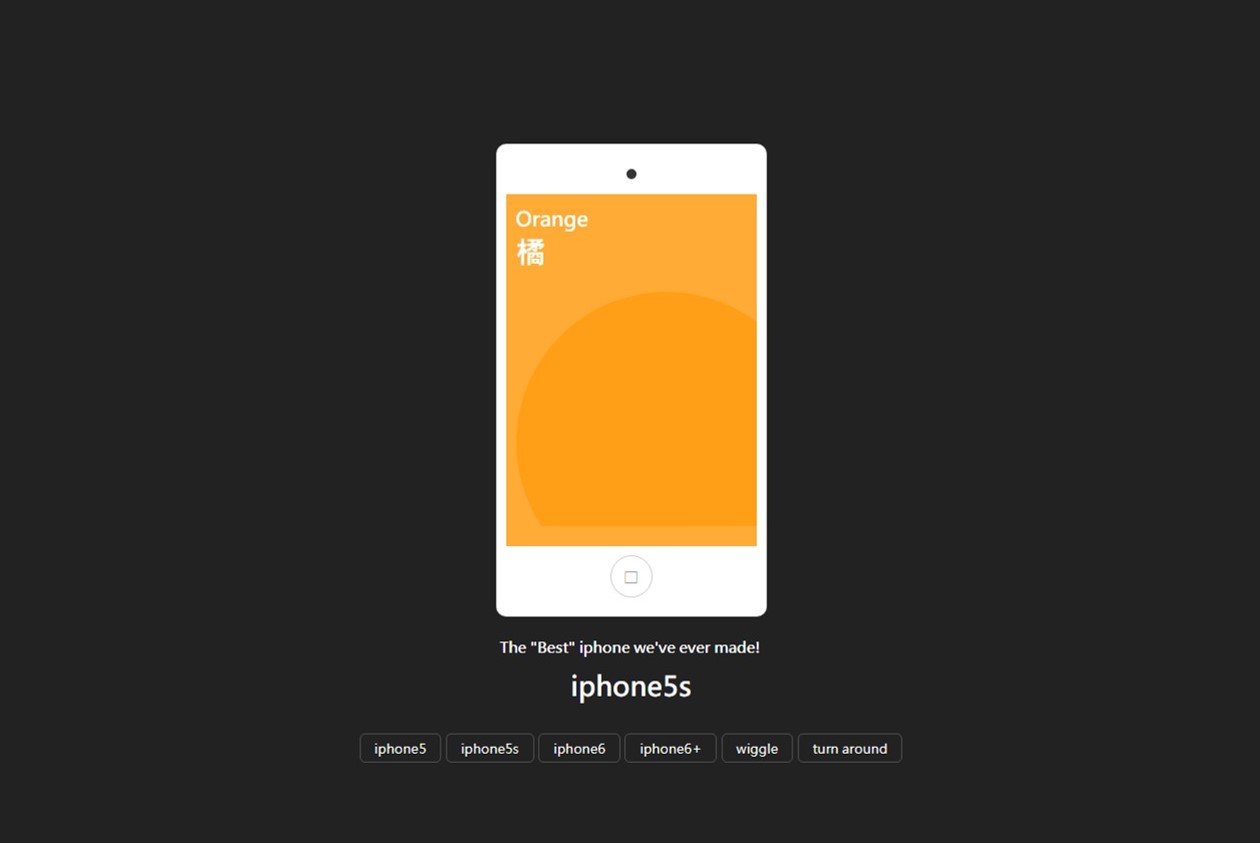 Orange
橘
The "Best" iphone we've ever made!
iphone5s
iphone5 iphone5s iphone6 iphone6+ wiggle turn around